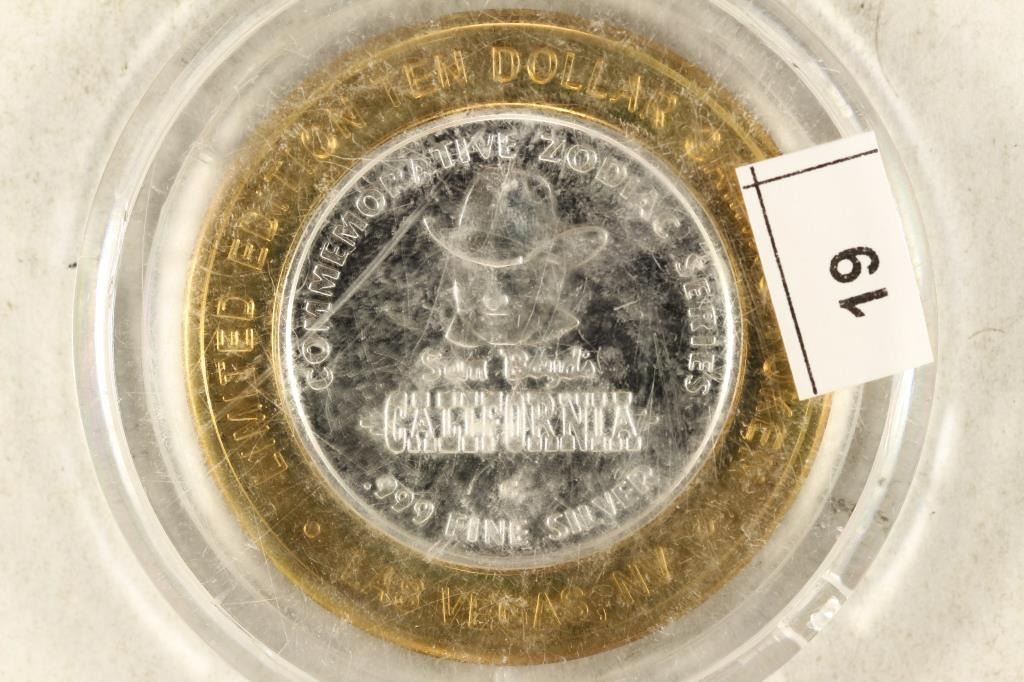 LIMITED EDITION TEN DOLLAR
COMMEMORATIVE ZODIAC SERIES
Sam Boyd's
CALIFORNIA
.999 FINE SILVER
LAS VEGAS, NV
19